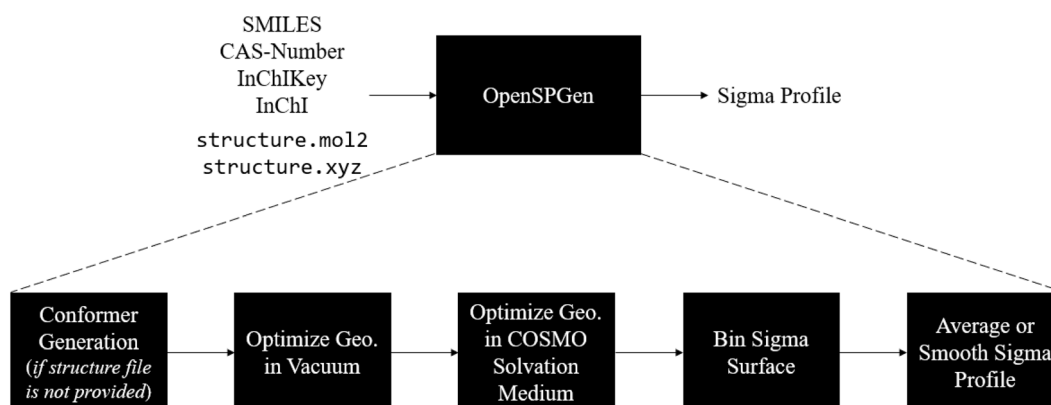 SMILES
CAS-Number
InChIKey
InChI
structure.mol2
structure.xyz
OpenSPGen
Sigma Profile
Conformer
Generation
(if structure file
is not provided)
Optimize Geo.
in Vacuum
Optimize Geo.
in COSMO
Solvation
Medium
Bin Sigma
Surface
Average or
Smooth Sigma
Profile